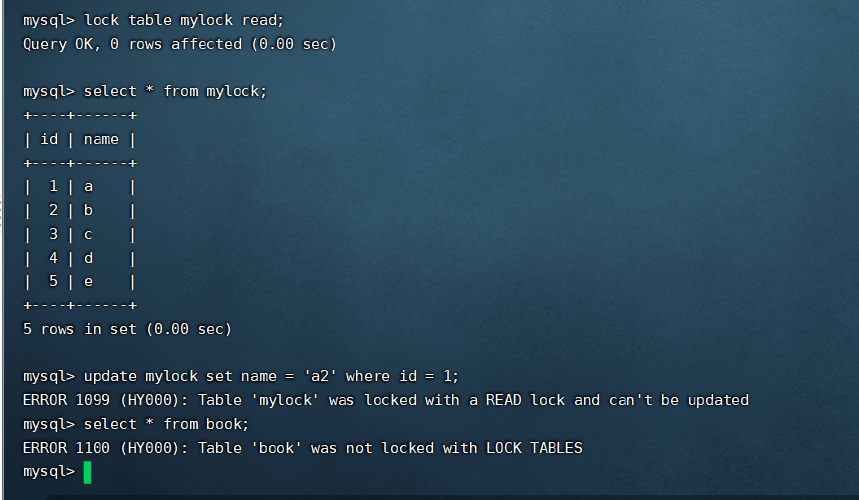 mysql> lock table mylock read;
Query OK, 0 rows affected (0.00 sec)
mysql> select * from mylock;
+----+------+
| id | name |
+----+------+
|  1 | a    |
|  2 | b    |
|  3 | c    |
|  4 | d    |
|  5 | e    |
+----+------+
5 rows in set (0.00 sec)
mysql> update mylock set name = 'a2' where id = 1;
ERROR 1099 (HY000): Table 'mylock' was locked with a READ lock and can't be updated
mysql> select * from book;
ERROR 1100 (HY000): Table 'book' was not locked with LOCK TABLES
mysql>